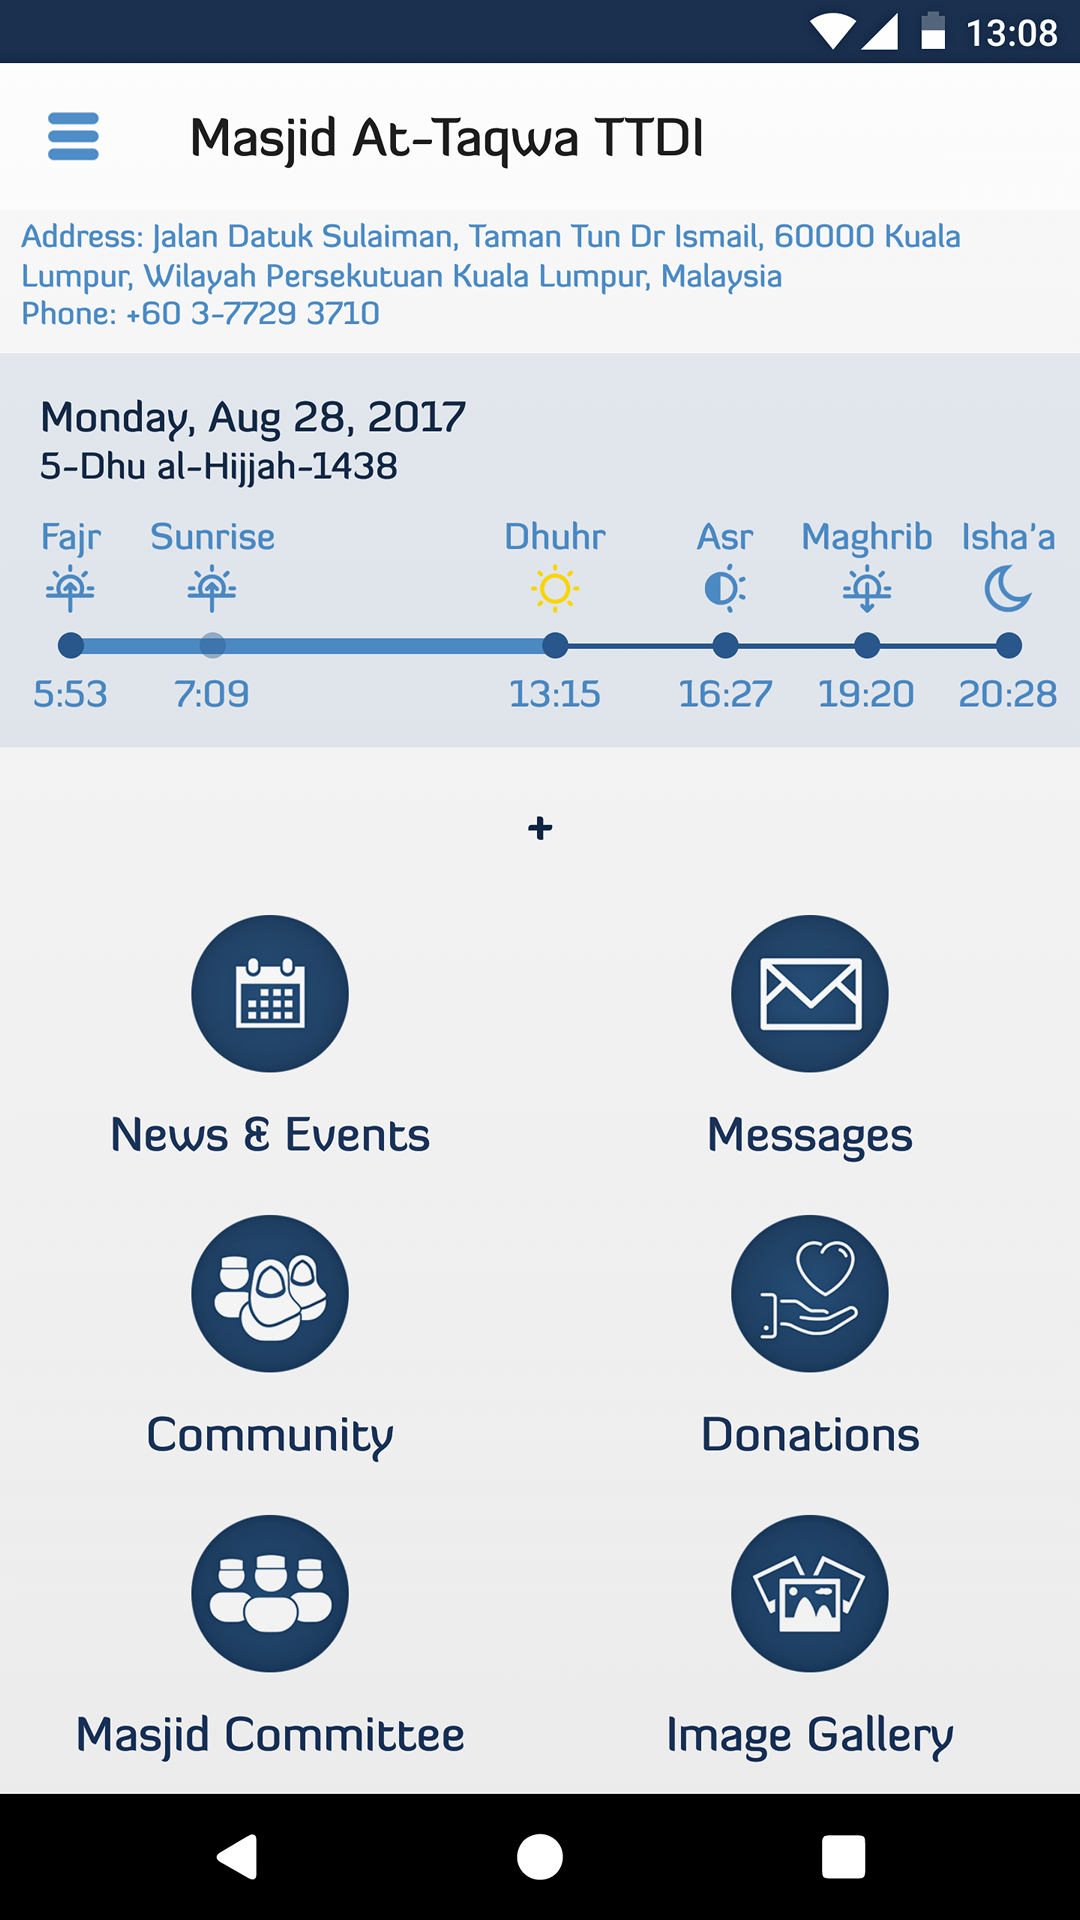 13:08
Masjid At-Taqwa TTDI
Address: Jalan Datuk Sulaiman, Taman Tun Dr Ismail, 60000 Kuala
Lumpur, Wilayah Persekutuan Kuala Lumpur, Malaysia
Phone: +60 3-7729 3710
Monday, Aug 28, 2017
5-Dhu al-Hijjah-1438
Fajr Sunrise Dhuhr Asr Maghrib Isha'a
5:53 7:09 13:15 16:27 19:20 20:28
+
News & Events Messages
Community Donations
Masjid Committee Image Gallery